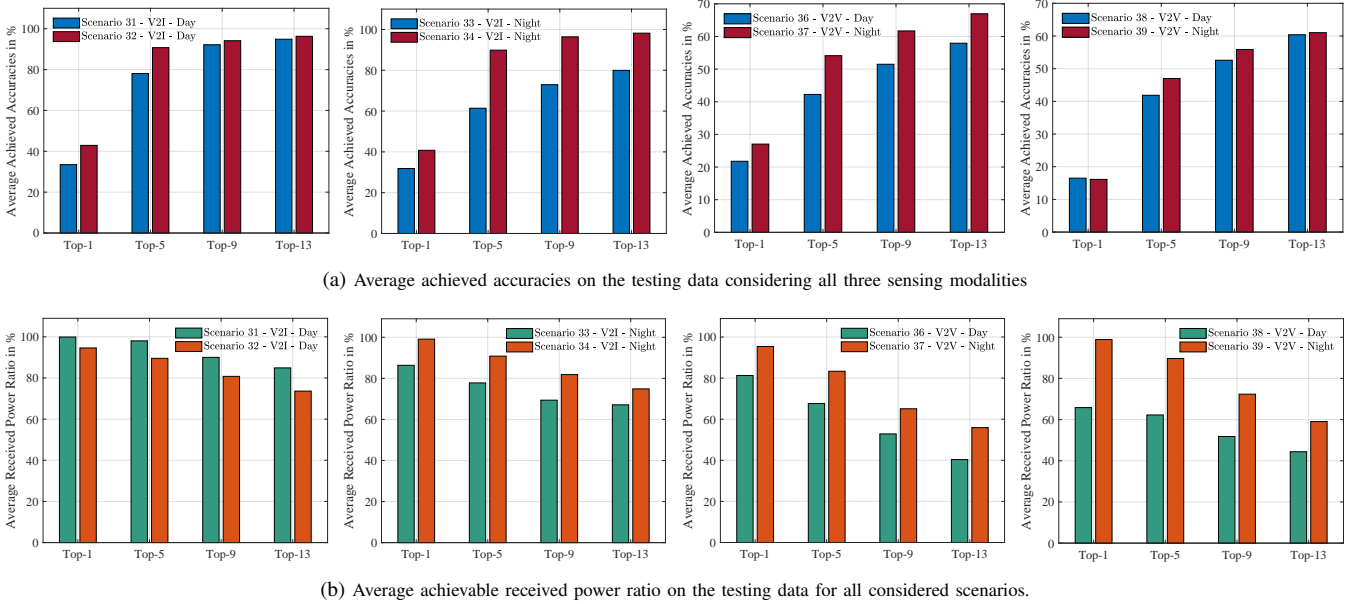 Average Achieved Accuracies in %
100
80
60
40
20
0
Scenario 31 - V2I - Day
Scenario 32 - V2I - Day
Top-1 Top-5 Top-9 Top-13
Average Achieved Accuracies in %
100
80
60
40
20
0
Scenario 33 - V2I - Night
Scenario 34 - V2I - Night
Top-1 Top-5 Top-9 Top-13
Average Achieved Accuracies in %
70
60
50
40
30
20
10
0
Scenario 36 - V2V - Day
Scenario 37 - V2V - Night
Top-1 Top-5 Top-9 Top-13
Average Achieved Accuracies in %
70
60
50
40
30
20
10
0
Scenario 38 - V2V - Day
Scenario 39 - V2V - Night
Top-1 Top-5 Top-9 Top-13
(a) Average achieved accuracies on the testing data considering all three sensing modalities
Average Received Power Ratio in %
100
80
60
40
20
0
Scenario 31 - V2I - Day
Scenario 32 - V2I - Day
Top-1 Top-5 Top-9 Top-13
Average Received Power Ratio in %
100
80
60
40
20
0
Scenario 33 - V2I - Night
Scenario 34 - V2I - Night
Top-1 Top-5 Top-9 Top-13
Average Received Power Ratio in %
100
80
60
40
20
0
Scenario 36 - V2V - Day
Scenario 37 - V2V - Night
Top-1 Top-5 Top-9 Top-13
Average Received Power Ratio in %
100
80
60
40
20
0
Scenario 38 - V2V - Day
Scenario 39 - V2V - Night
Top-1 Top-5 Top-9 Top-13
(b) Average achievable received power ratio on the testing data for all considered scenarios.